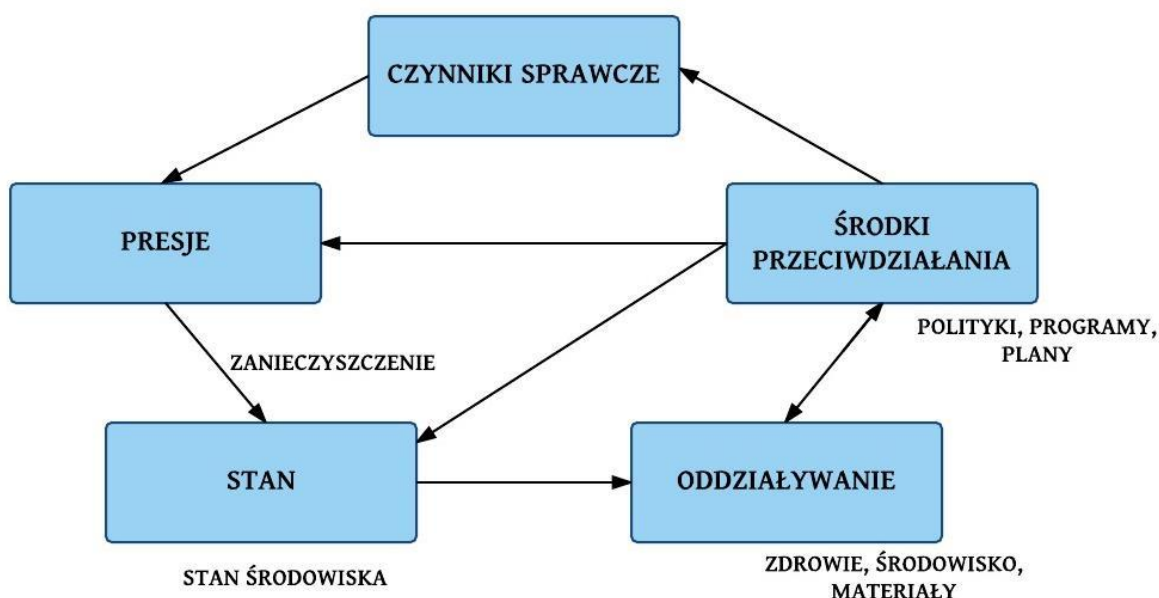 CZYNNIKI SPRAWCZE
PRESJE
ŚRODKI
PRZECIWDZIAŁANIA
POLITYKI, PROGRAMY,
PLANY
ZANIECZYSZCZENIE
STAN
ODDZIAŁYWANIE
STAN ŚRODOWISKA
ZDROWIE, ŚRODOWISKO,
MATERIAŁY